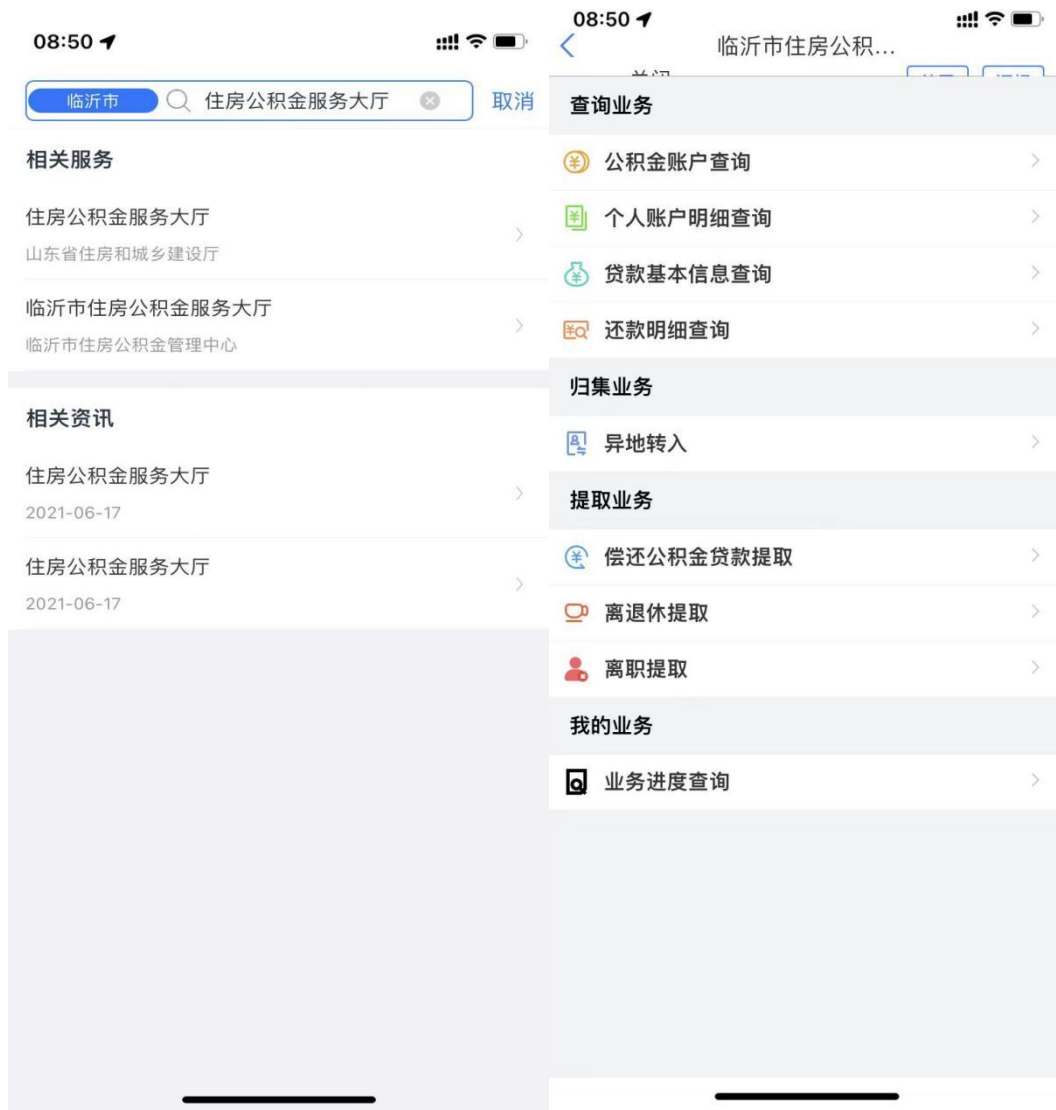 08:50
临沂市 住房公积金服务大厅 取消
相关服务
住房公积金服务大厅
山东省住房和城乡建设厅
临沂市住房公积金服务大厅
临沂市住房公积金管理中心
相关资讯
住房公积金服务大厅
2021-06-17
住房公积金服务大厅
2021-06-17
08:50
临沂市住房公积...
查询业务
公积金账户查询
个人账户明细查询
贷款基本信息查询
还款明细查询
归集业务
异地转入
提取业务
偿还公积金贷款提取
离退休提取
离职提取
我的业务
业务进度查询